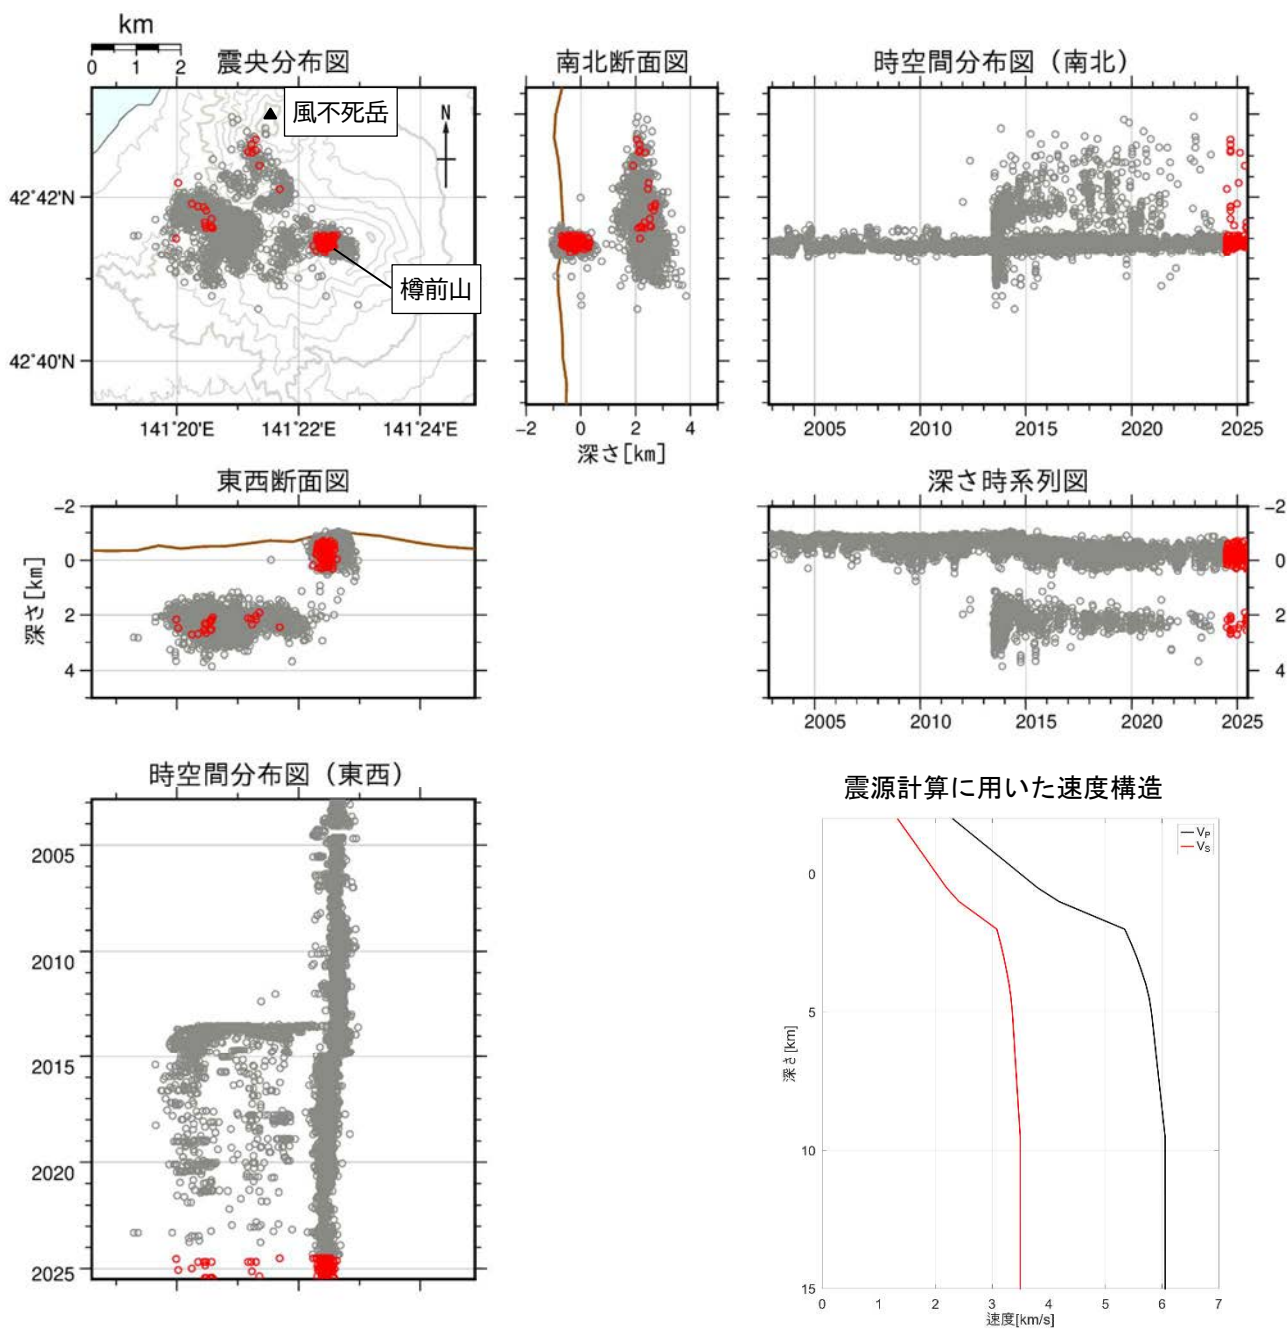 km
0 1 2
震央分布図
風不死岳
N
樽前山
42°42'N
42°40'N
141°20'E 141°22'E 141°24'E
南北断面図
-2 0 2 4
深さ[km]
時空間分布図（南北）
2005 2010 2015 2020 2025
東西断面図
-2
0
2
4
深さ[km]
深さ時系列図
-2
0
2
4
2005 2010 2015 2020 2025
時空間分布図（東西）
2005
2010
2015
2020
2025
震源計算に用いた速度構造
VP
VS
0
5
10
15
深さ[km]
0 1 2 3 4 5 6 7
速度[km/s]